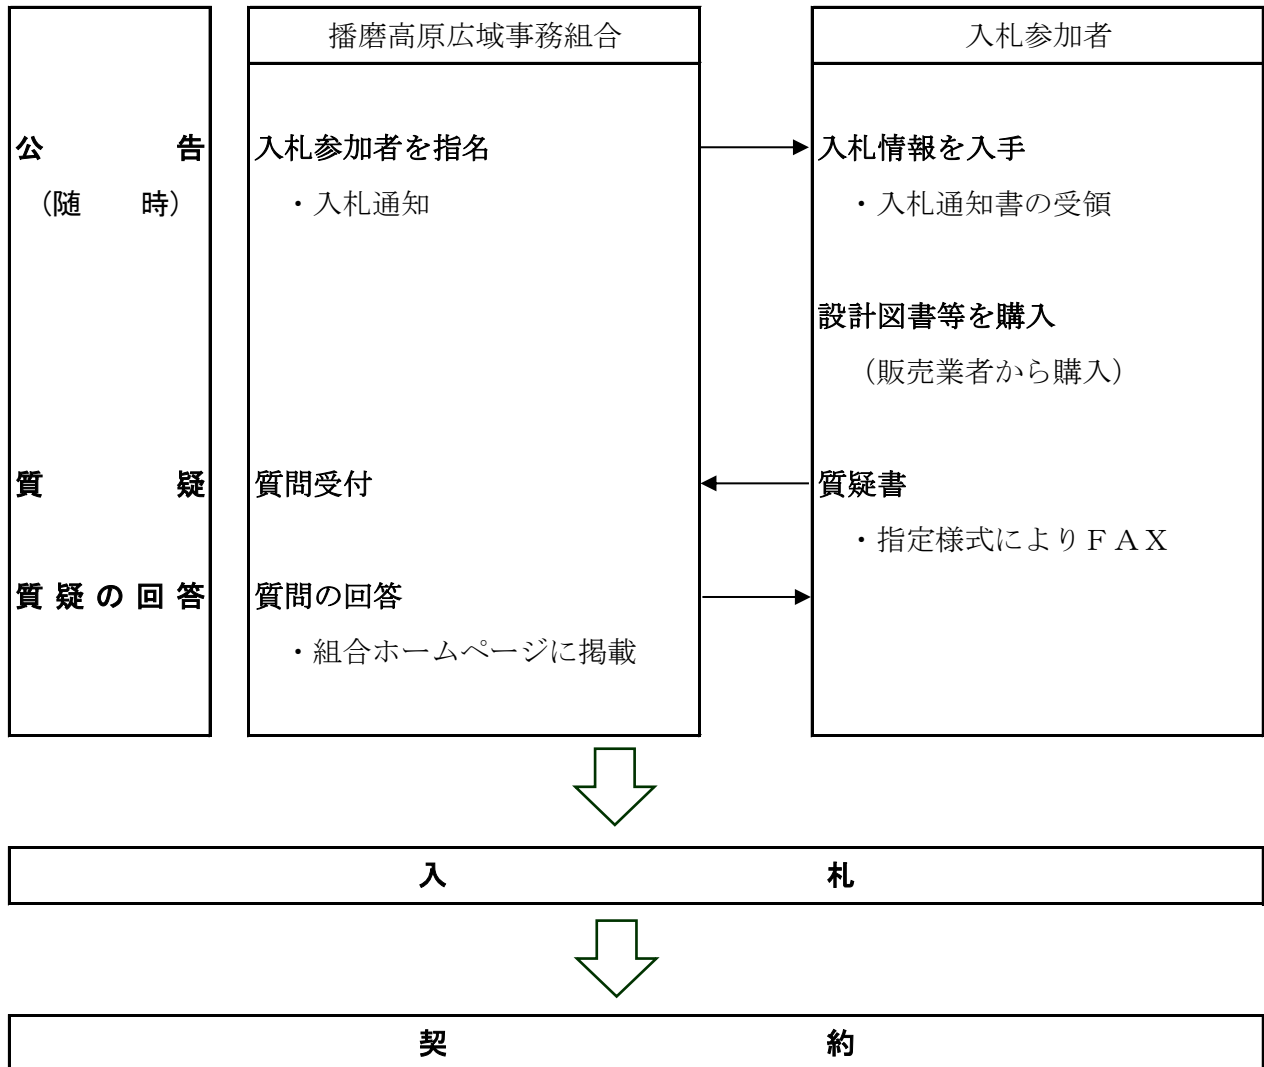 播磨高原広域事務組合 入札参加者
公告 入札参加者を指名 入札情報を入手
（随時） ・入札通知 ・入札通知書の受領
設計図書等を購入
（販売業者から購入）
質疑 質問受付 質疑書
・指定様式によりＦＡＸ
質疑の回答 質問の回答
・組合ホームページに掲載
入札
契約